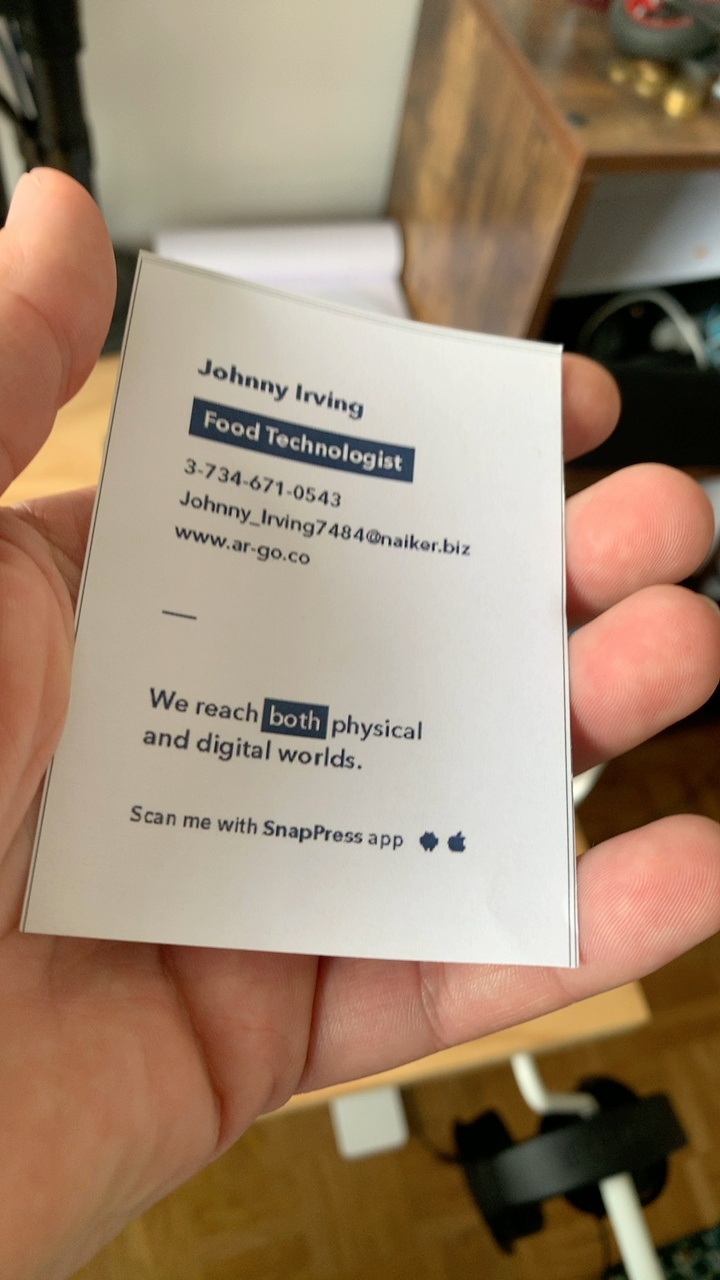 Johnny Irving
Food Technologist
3-734-671-0543
Johnny_Irving7484@naiker.biz
www.ar-go.co
We reach both physical
and digital worlds.
Scan me with SnapPress app